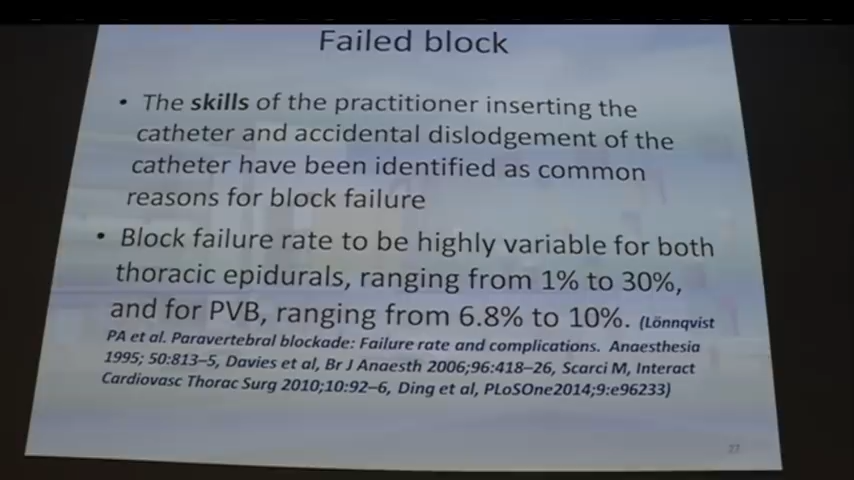 Failed block
• The skills of the practitioner inserting the
catheter and accidental dislodgement of the
catheter have been identified as common
reasons for block failure
• Block failure rate to be highly variable for both
thoracic epidurals, ranging from 1% to 30%,
and for PVB, ranging from 6.8% to 10%. (Lönnqvist
PA et al. Paravertebral blockade: Failure rate and complications. Anaesthesia
1995; 50:813–5, Davies et al, Br J Anaesth 2006;96:418–26, Scarci M, Interact
Cardiovasc Thorac Surg 2010;10:92–6, Ding et al, PLoSOne2014;9:e96233)
27